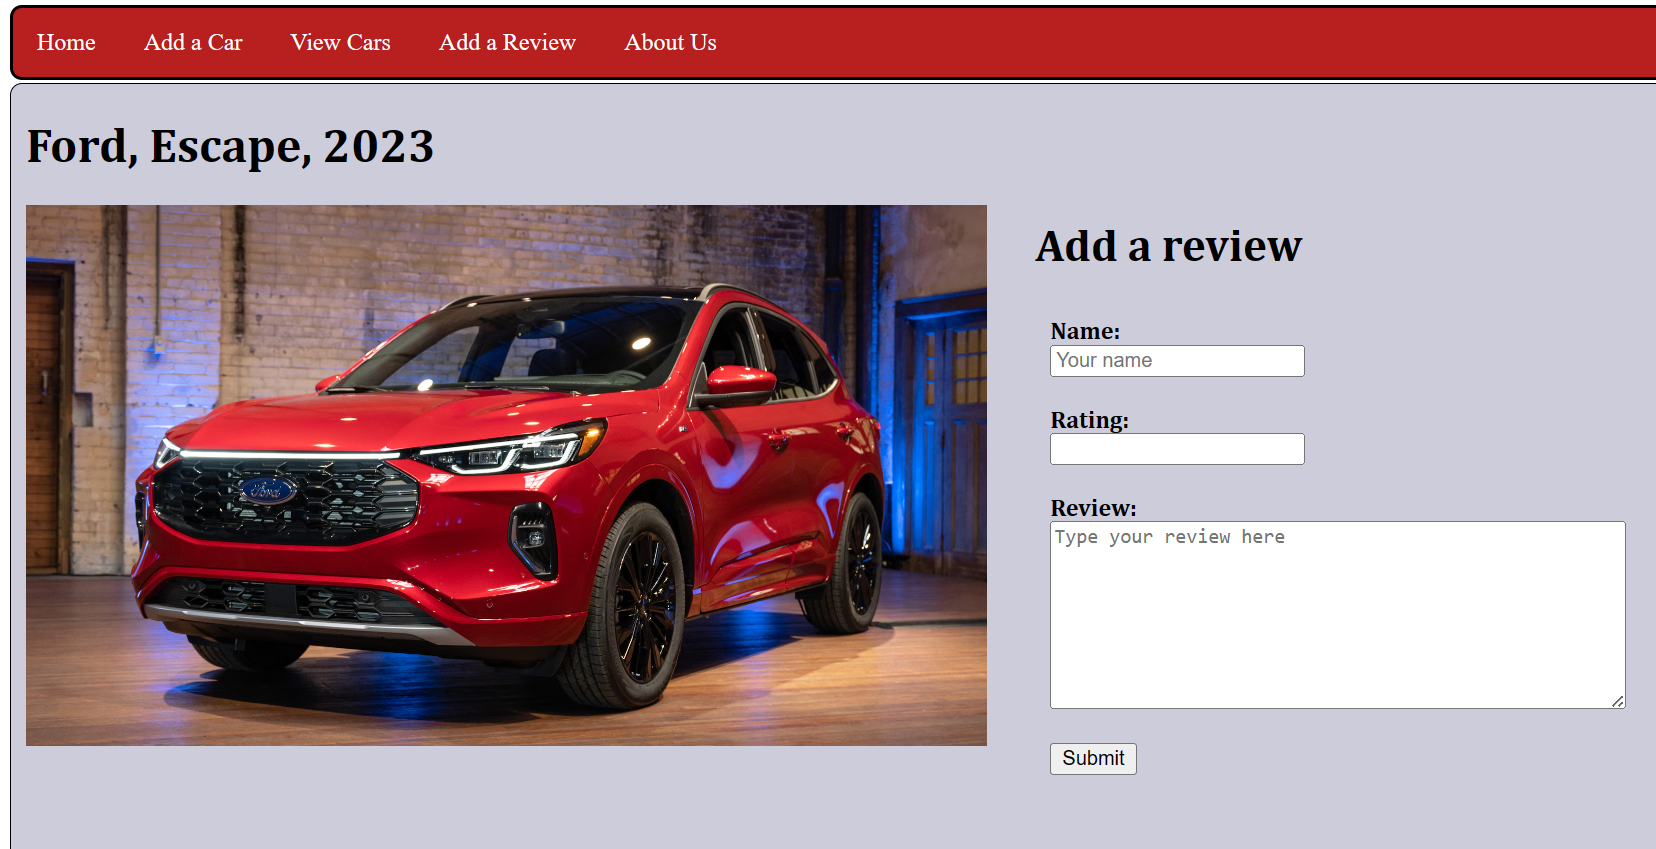 Home Add a Car View Cars Add a Review About Us
Ford, Escape, 2023
Ford
Add a review
Name:
Your name
Rating:
Review:
Type your review here
Submit